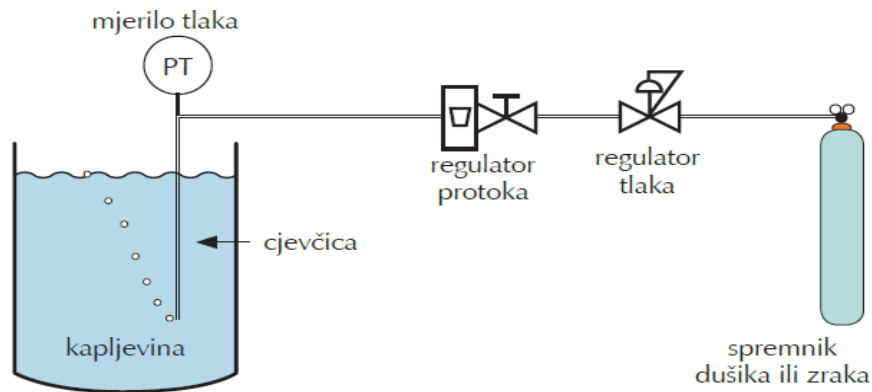 mjerilo tlaka
PT
regulator
protoka
regulator
tlaka
cjevčica
kapljevina
spremnik
dušika ili zraka